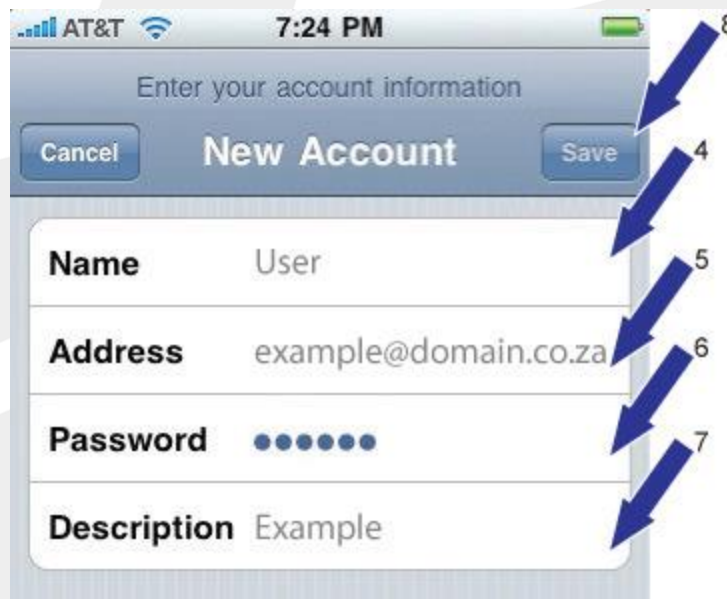 AT&T 7:24 PM
8
Enter your account information
Cancel New Account Save
4
Name User
5
Address example@domain.co.za
6
Password ●●●●●●
7
Description Example